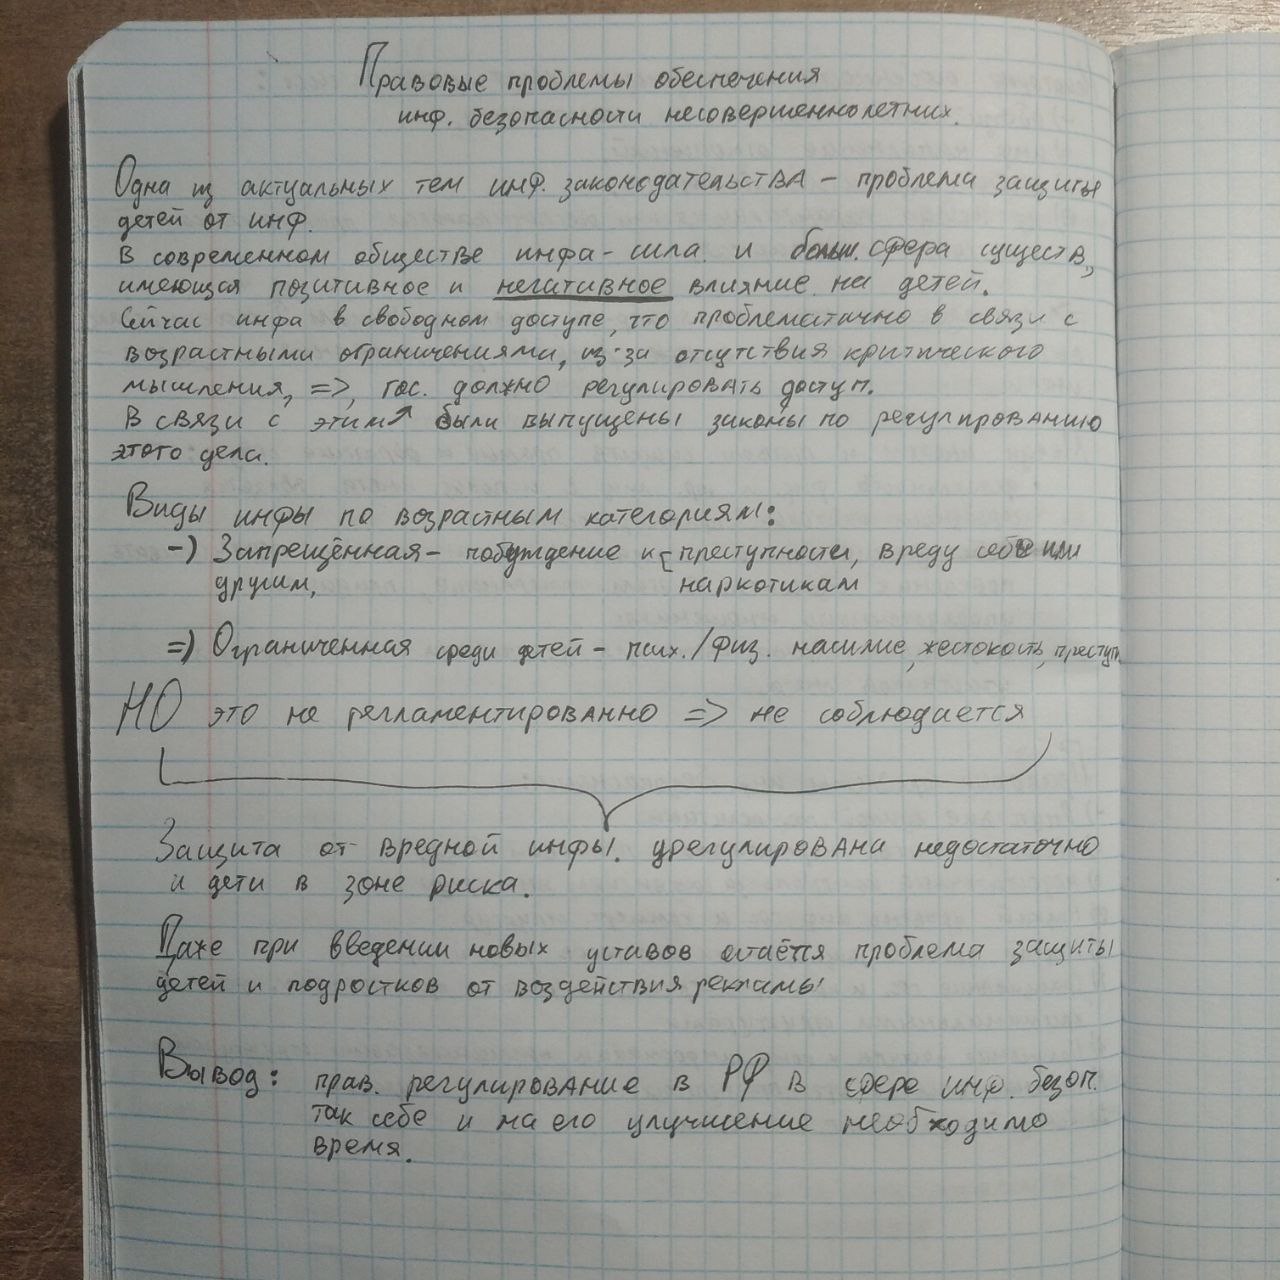 Правовые проблемы обеспечения
инф. безопасности несовершеннолетних.
Одна из актуальных тем инф. законодательства – проблема защиты
детей от инф.
В современном обществе инфа – сила и больш. сфера существ,
имеющая позитивное и негативное влияние на детей.
Сейчас инфа в свободном доступе, что проблематично в связи с
возрастными ограничениями, из-за отсутствия критического
мышления, => гос. должно регулировать доступ.
В связи с этим↗ были выпущены законы по регулированию
этого дела.
Виды инфы по возрастным категориям:
-) Запрещённая – побуждение к [преступности, вреду себе или
другим, наркотикам
=) Ограниченная среди детей – псих./физ. насилие, жестокость, преступ.
НО это не регламентированно => не соблюдается
Защита от вредной инфы. урегулирована недостаточно
и дети в зоне риска.
Даже при введении новых уставов остаётся проблема защиты
детей и подростков от воздействия рекламы
Вывод: прав. регулирование в РФ в сфере инф. безоп.
так себе и на его улучшение необходимо
время.